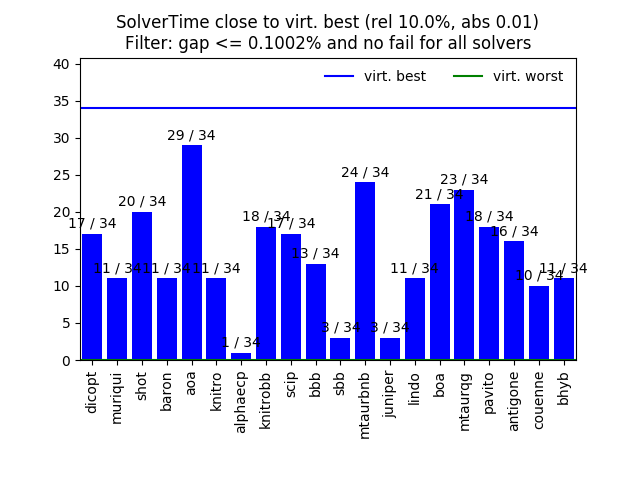 SolverTime close to virt. best (rel 10.0%, abs 0.01)
Filter: gap <= 0.1002% and no fail for all solvers
virt. best
virt. worst
40
35
30
25
20
15
10
5
0
17 / 34
11 / 34
20 / 34
11 / 34
29 / 34
11 / 34
1 / 34
18 / 34
17 / 34
13 / 34
3 / 34
24 / 34
3 / 34
11 / 34
21 / 34
23 / 34
18 / 34
16 / 34
10 / 34
11 / 34
dicopt
muriqui
shot
baron
aoa
knitro
alphaecp
knitrobb
scip
bbb
sbb
mtaurbnb
juniper
lindo
boa
mtaurqg
pavito
antigone
couenne
bhyb